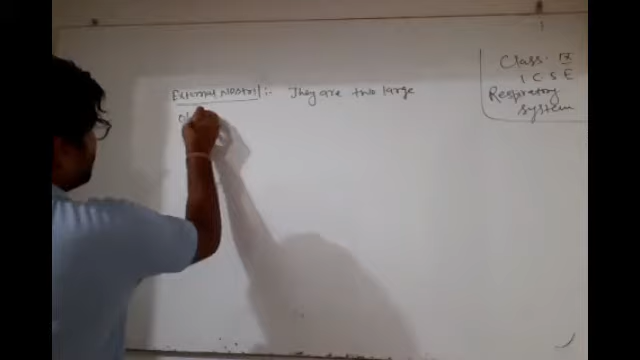 External Nostril :- They are two large
Class. IX
I C S E
Respiratory
system